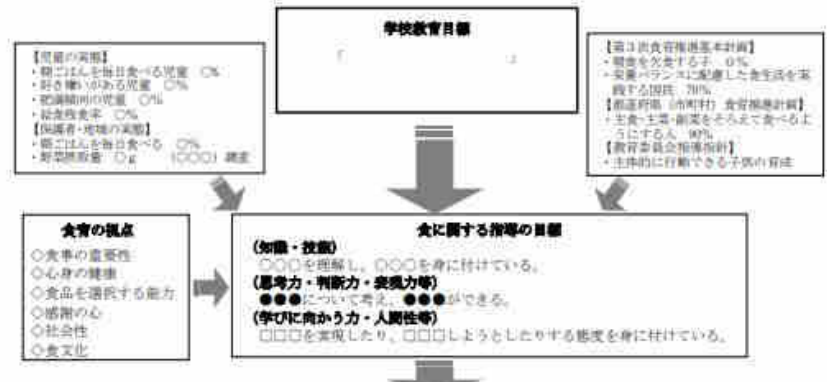 学校教育目標
「 」
【児童の実態】
・朝ごはんを毎日食べる児童 ○%
・好き嫌いがある児童 ○%
・肥満傾向の児童 ○%
・給食残食率 ○%
【保護者・地域の実態】
・朝ごはんを毎日食べる ○%
・野菜摂取量 ○g (○○○)調査
【第3次食育推進基本計画】
・朝食を欠食する子 0%
・栄養バランスに配慮した食生活を実
践する国民 70%
【都道府県(市町村)食育推進計画】
・主食・主菜・副菜をそろえて食べるよ
うにする人 90%
【教育委員会指導指針】
・主体的に行動できる子供の育成
食育の視点
◇食事の重要性
◇心身の健康
◇食品を選択する能力
◇感謝の心
◇社会性
◇食文化
食に関する指導の目標
(知識・技能)
○○○を理解し、○○○を身に付けている。
(思考力・判断力・表現力等)
●●●について考え、●●●ができる。
(学びに向かう力・人間性等)
□□□を実現したり、□□□しようとしたりする態度を身に付けている。